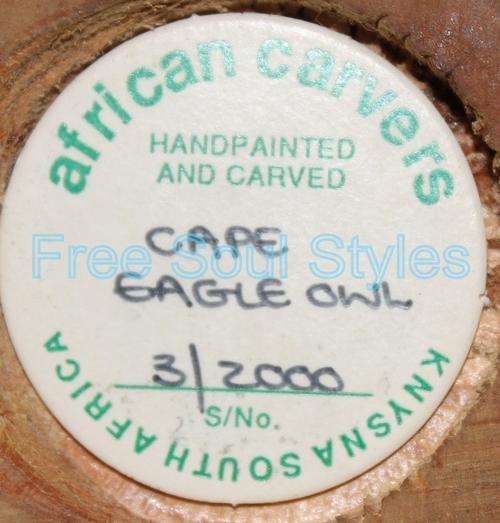 african carvers
HANDPAINTED
AND CARVED
CAPE
Free Soul Styles
EAGLE OWL
3/2000
S/No.
KNYSNA SOUTH AFRICA